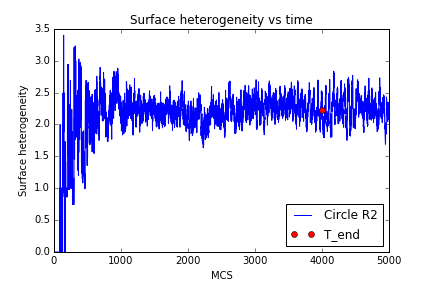 Surface heterogeneity vs time
3.5
3.0
2.5
2.0
1.5
1.0
0.5
0.0
Surface heterogeneity
0
1000
2000
3000
4000
5000
MCS
Circle R2
T_end